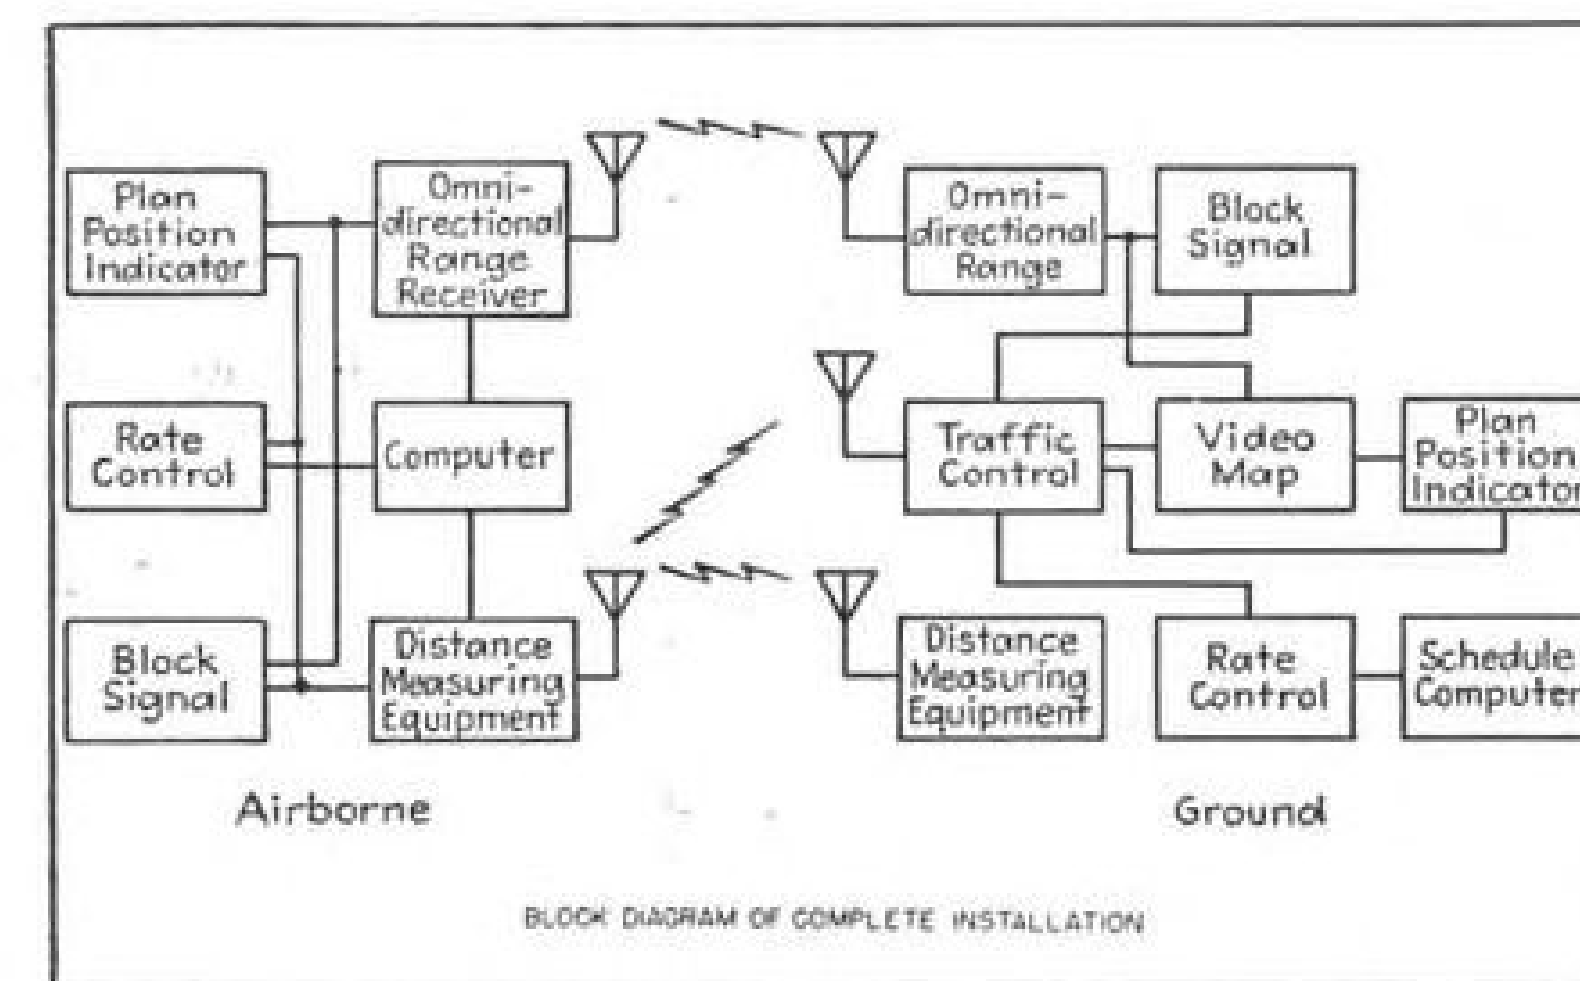 Plan
Position
Indicator
Omni-
directional
Range
Receiver
Omni-
directional
Range
Block
Signal
Rate
Control
Computer
Traffic
Control
Video
Map
Plan
Position
Indicator
Block
Signal
Distance
Measuring
Equipment
Distance
Measuring
Equipment
Rate
Control
Schedule
Computer
Airborne
Ground
BLOCK DIAGRAM OF COMPLETE INSTALLATION